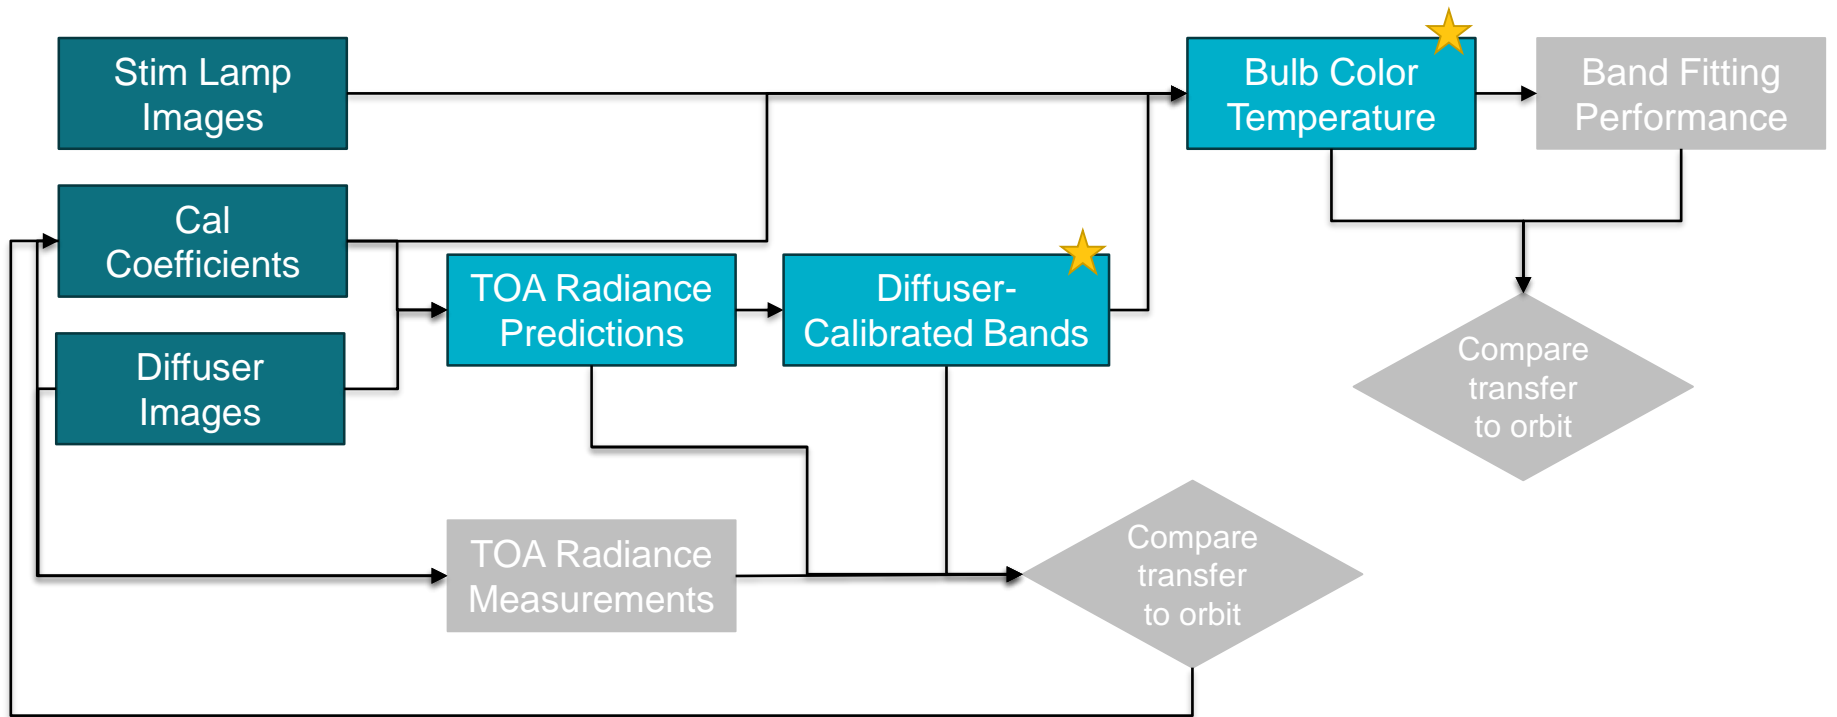 Stim Lamp
Images
Bulb Color
Temperature
Band Fitting
Performance
Cal
Coefficients
TOA Radiance
Predictions
Diffuser-
Calibrated Bands
Diffuser
Images
Compare
transfer
to orbit
TOA Radiance
Measurements
Compare
transfer
to orbit